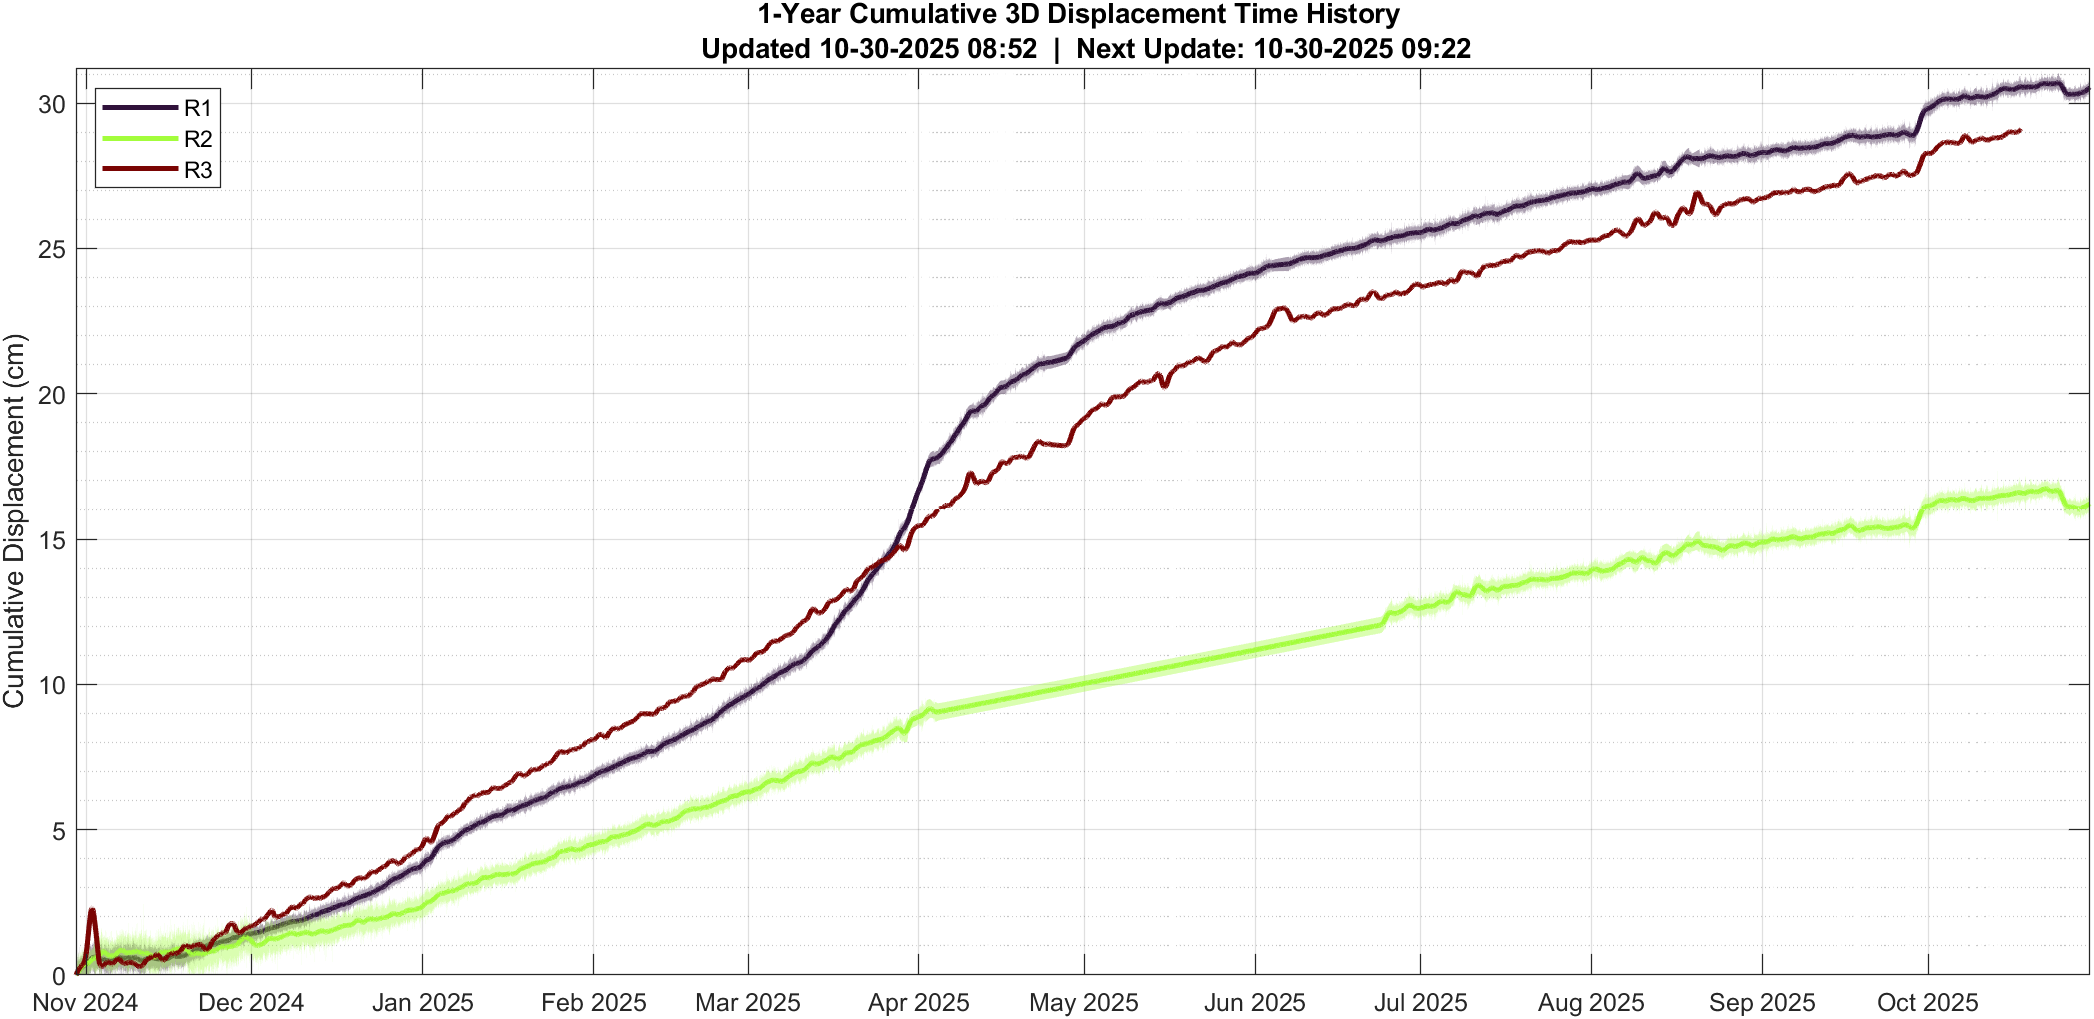 1-Year Cumulative 3D Displacement Time History
Updated 10-30-2025 08:52 | Next Update: 10-30-2025 09:22
R1
R2
R3
Cumulative Displacement (cm)
30
25
20
15
10
5
0
Nov 2024 Dec 2024 Jan 2025 Feb 2025 Mar 2025 Apr 2025 May 2025 Jun 2025 Jul 2025 Aug 2025 Sep 2025 Oct 2025